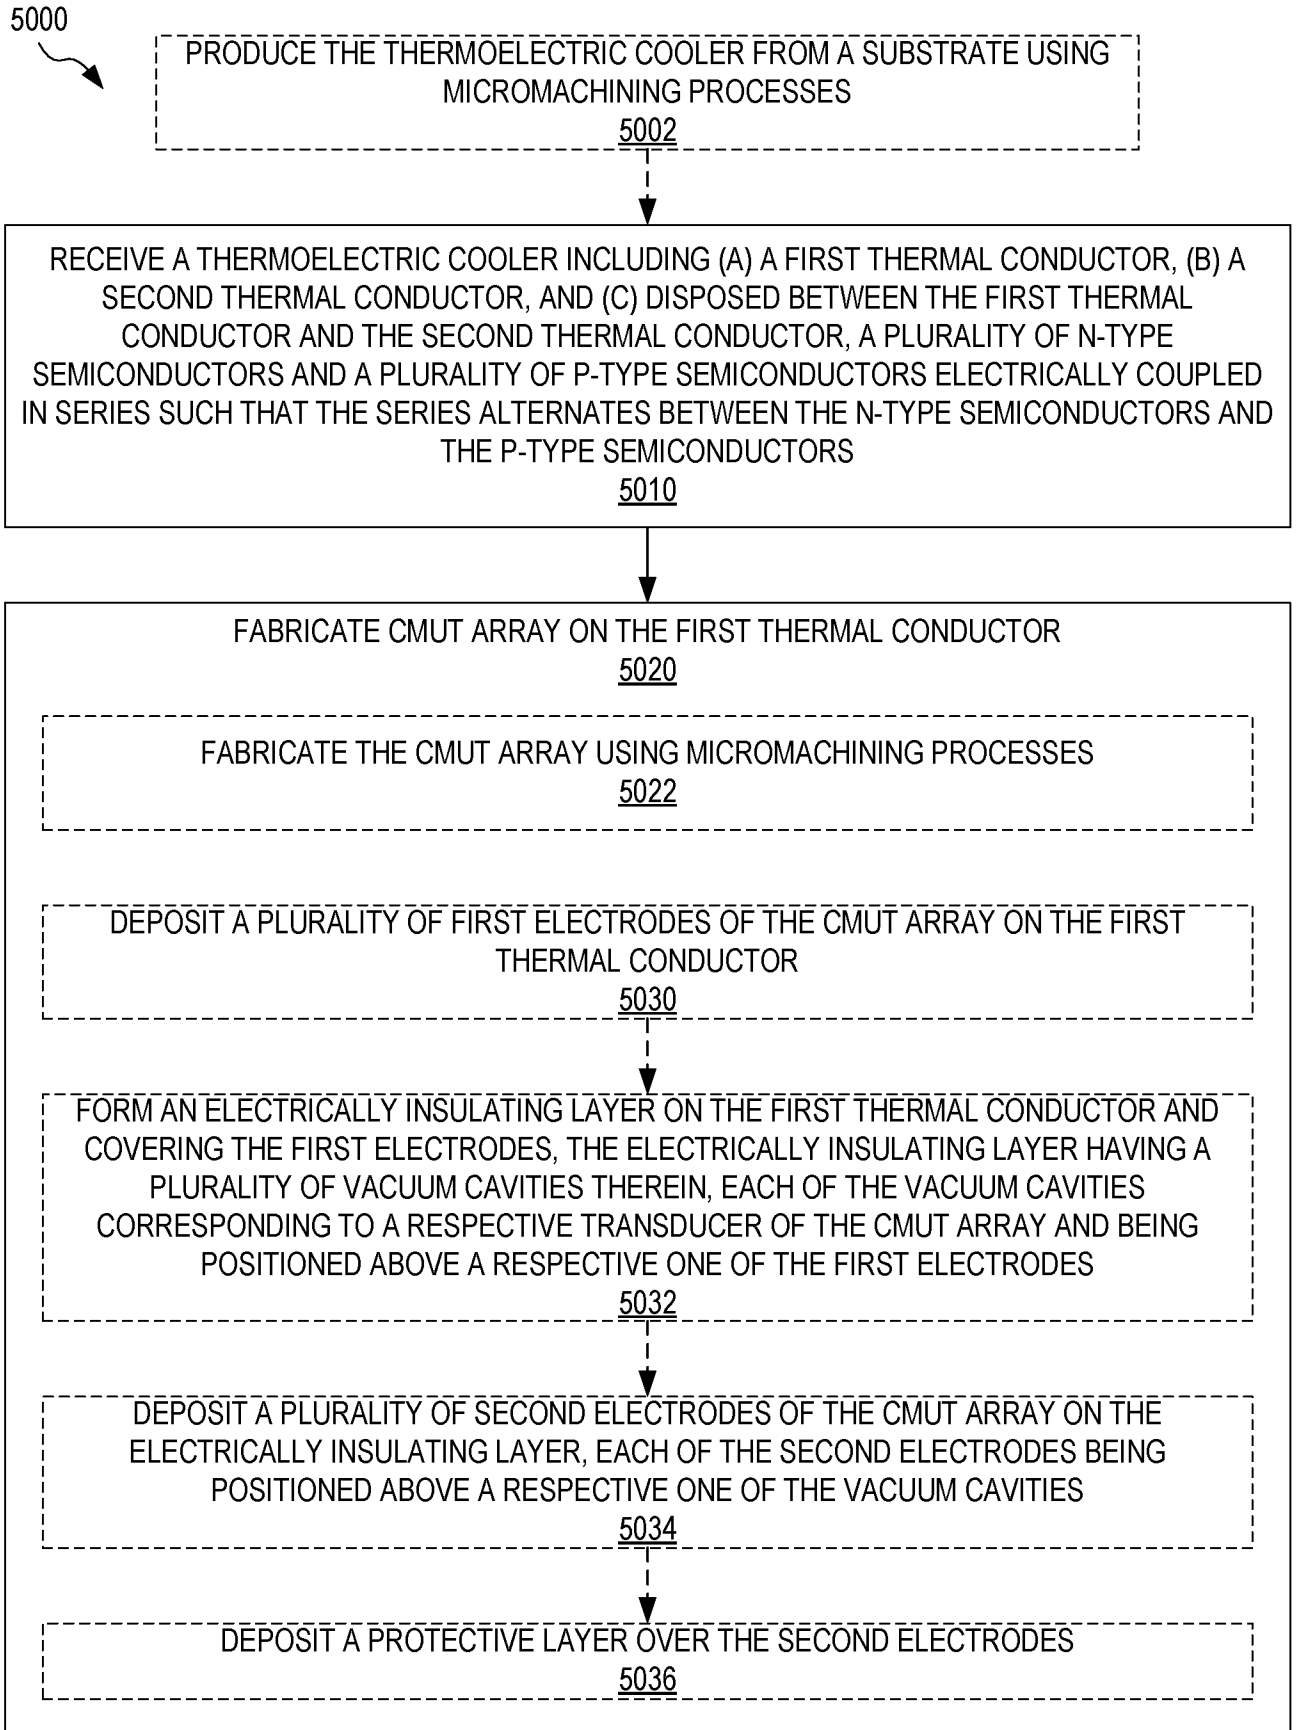 5000
PRODUCE THE THERMOELECTRIC COOLER FROM A SUBSTRATE USING
MICROMACHINING PROCESSES
5002
RECEIVE A THERMOELECTRIC COOLER INCLUDING (A) A FIRST THERMAL CONDUCTOR, (B) A
SECOND THERMAL CONDUCTOR, AND (C) DISPOSED BETWEEN THE FIRST THERMAL
CONDUCTOR AND THE SECOND THERMAL CONDUCTOR, A PLURALITY OF N-TYPE
SEMICONDUCTORS AND A PLURALITY OF P-TYPE SEMICONDUCTORS ELECTRICALLY COUPLED
IN SERIES SUCH THAT THE SERIES ALTERNATES BETWEEN THE N-TYPE SEMICONDUCTORS AND
THE P-TYPE SEMICONDUCTORS
5010
FABRICATE CMUT ARRAY ON THE FIRST THERMAL CONDUCTOR
5020
FABRICATE THE CMUT ARRAY USING MICROMACHINING PROCESSES
5022
DEPOSIT A PLURALITY OF FIRST ELECTRODES OF THE CMUT ARRAY ON THE FIRST
THERMAL CONDUCTOR
5030
FORM AN ELECTRICALLY INSULATING LAYER ON THE FIRST THERMAL CONDUCTOR AND
COVERING THE FIRST ELECTRODES, THE ELECTRICALLY INSULATING LAYER HAVING A
PLURALITY OF VACUUM CAVITIES THEREIN, EACH OF THE VACUUM CAVITIES
CORRESPONDING TO A RESPECTIVE TRANSDUCER OF THE CMUT ARRAY AND BEING
POSITIONED ABOVE A RESPECTIVE ONE OF THE FIRST ELECTRODES
5032
DEPOSIT A PLURALITY OF SECOND ELECTRODES OF THE CMUT ARRAY ON THE
ELECTRICALLY INSULATING LAYER, EACH OF THE SECOND ELECTRODES BEING
POSITIONED ABOVE A RESPECTIVE ONE OF THE VACUUM CAVITIES
5034
DEPOSIT A PROTECTIVE LAYER OVER THE SECOND ELECTRODES
5036